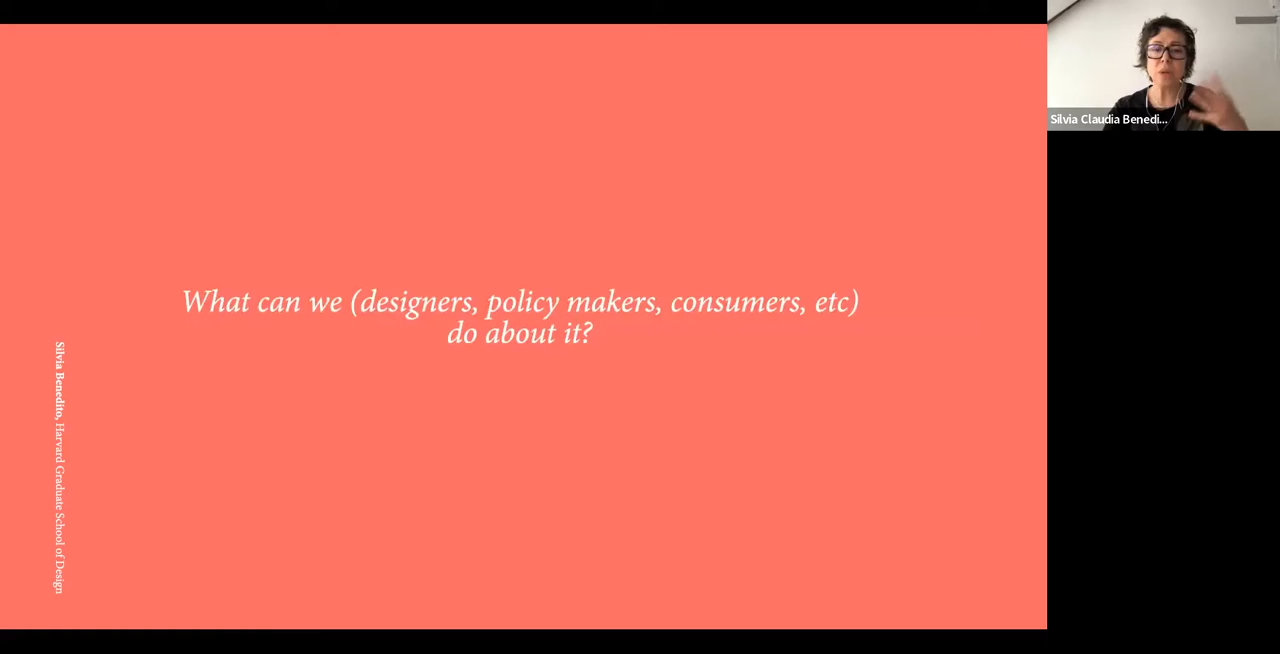 What can we (designers, policy makers, consumers, etc)
do about it?
Silvia Benedito, Harvard Graduate School of Design
Silvia Claudia Benedi...